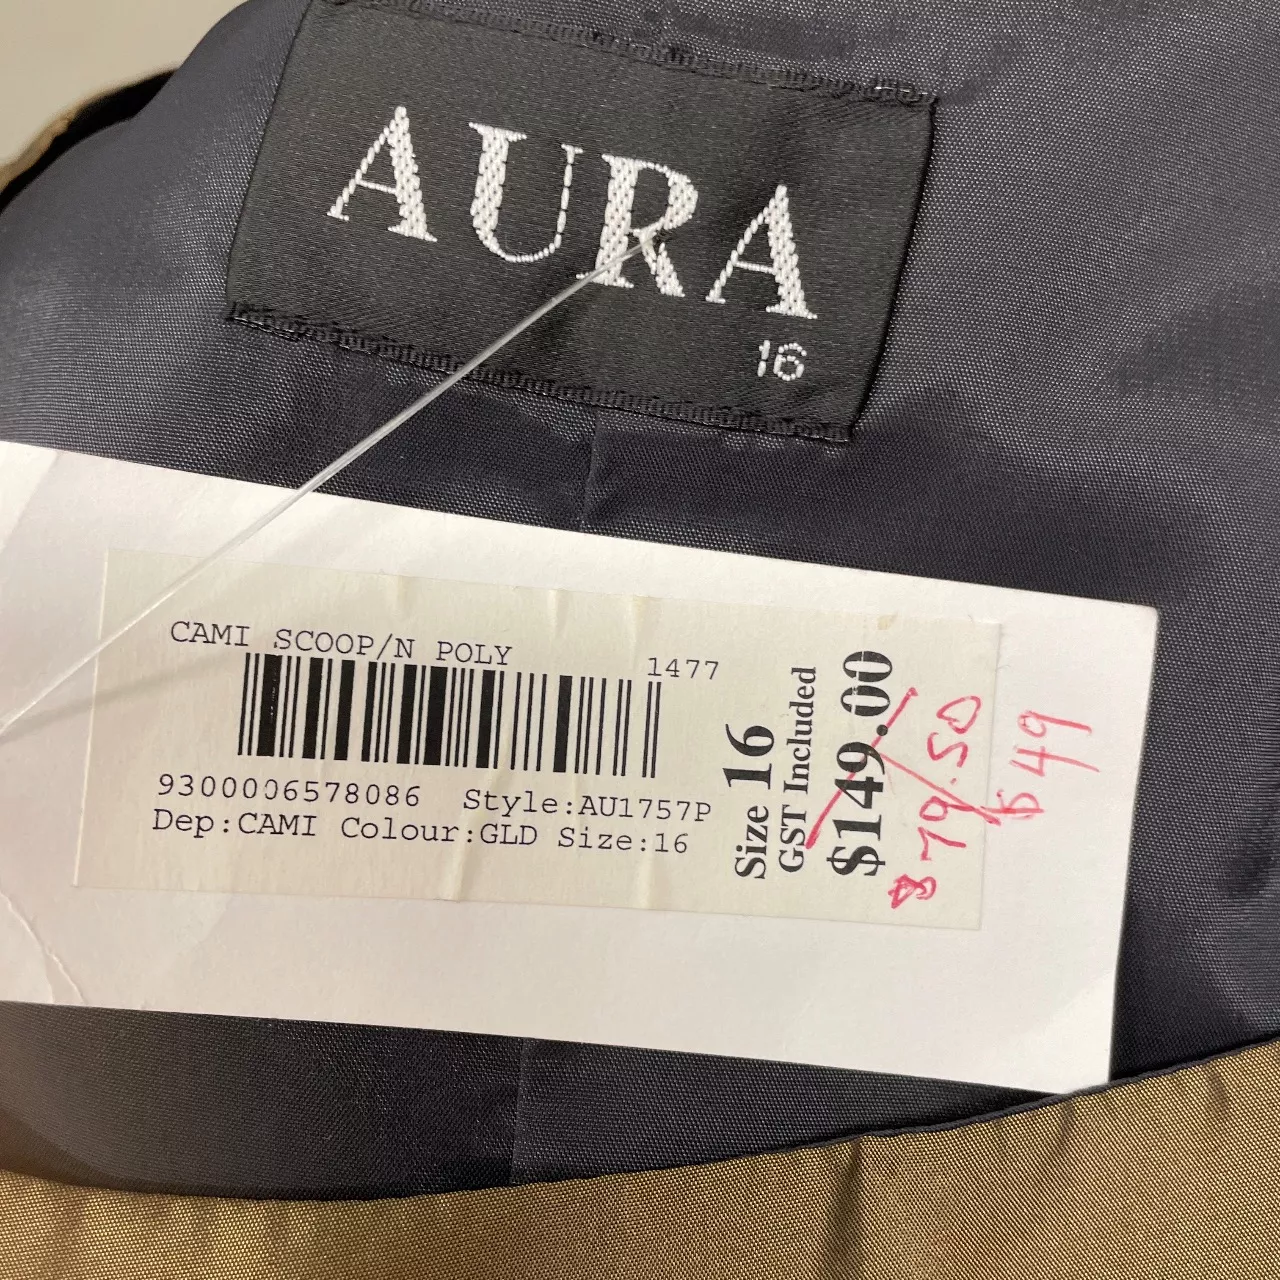 AURA
16
CAMI SCOOP/N POLY 1477
9300006578086 Style:AU1757P
Dep:CAMI Colour:GLD Size:16
Size 16
GST Included
$149.00
$79.50
$49